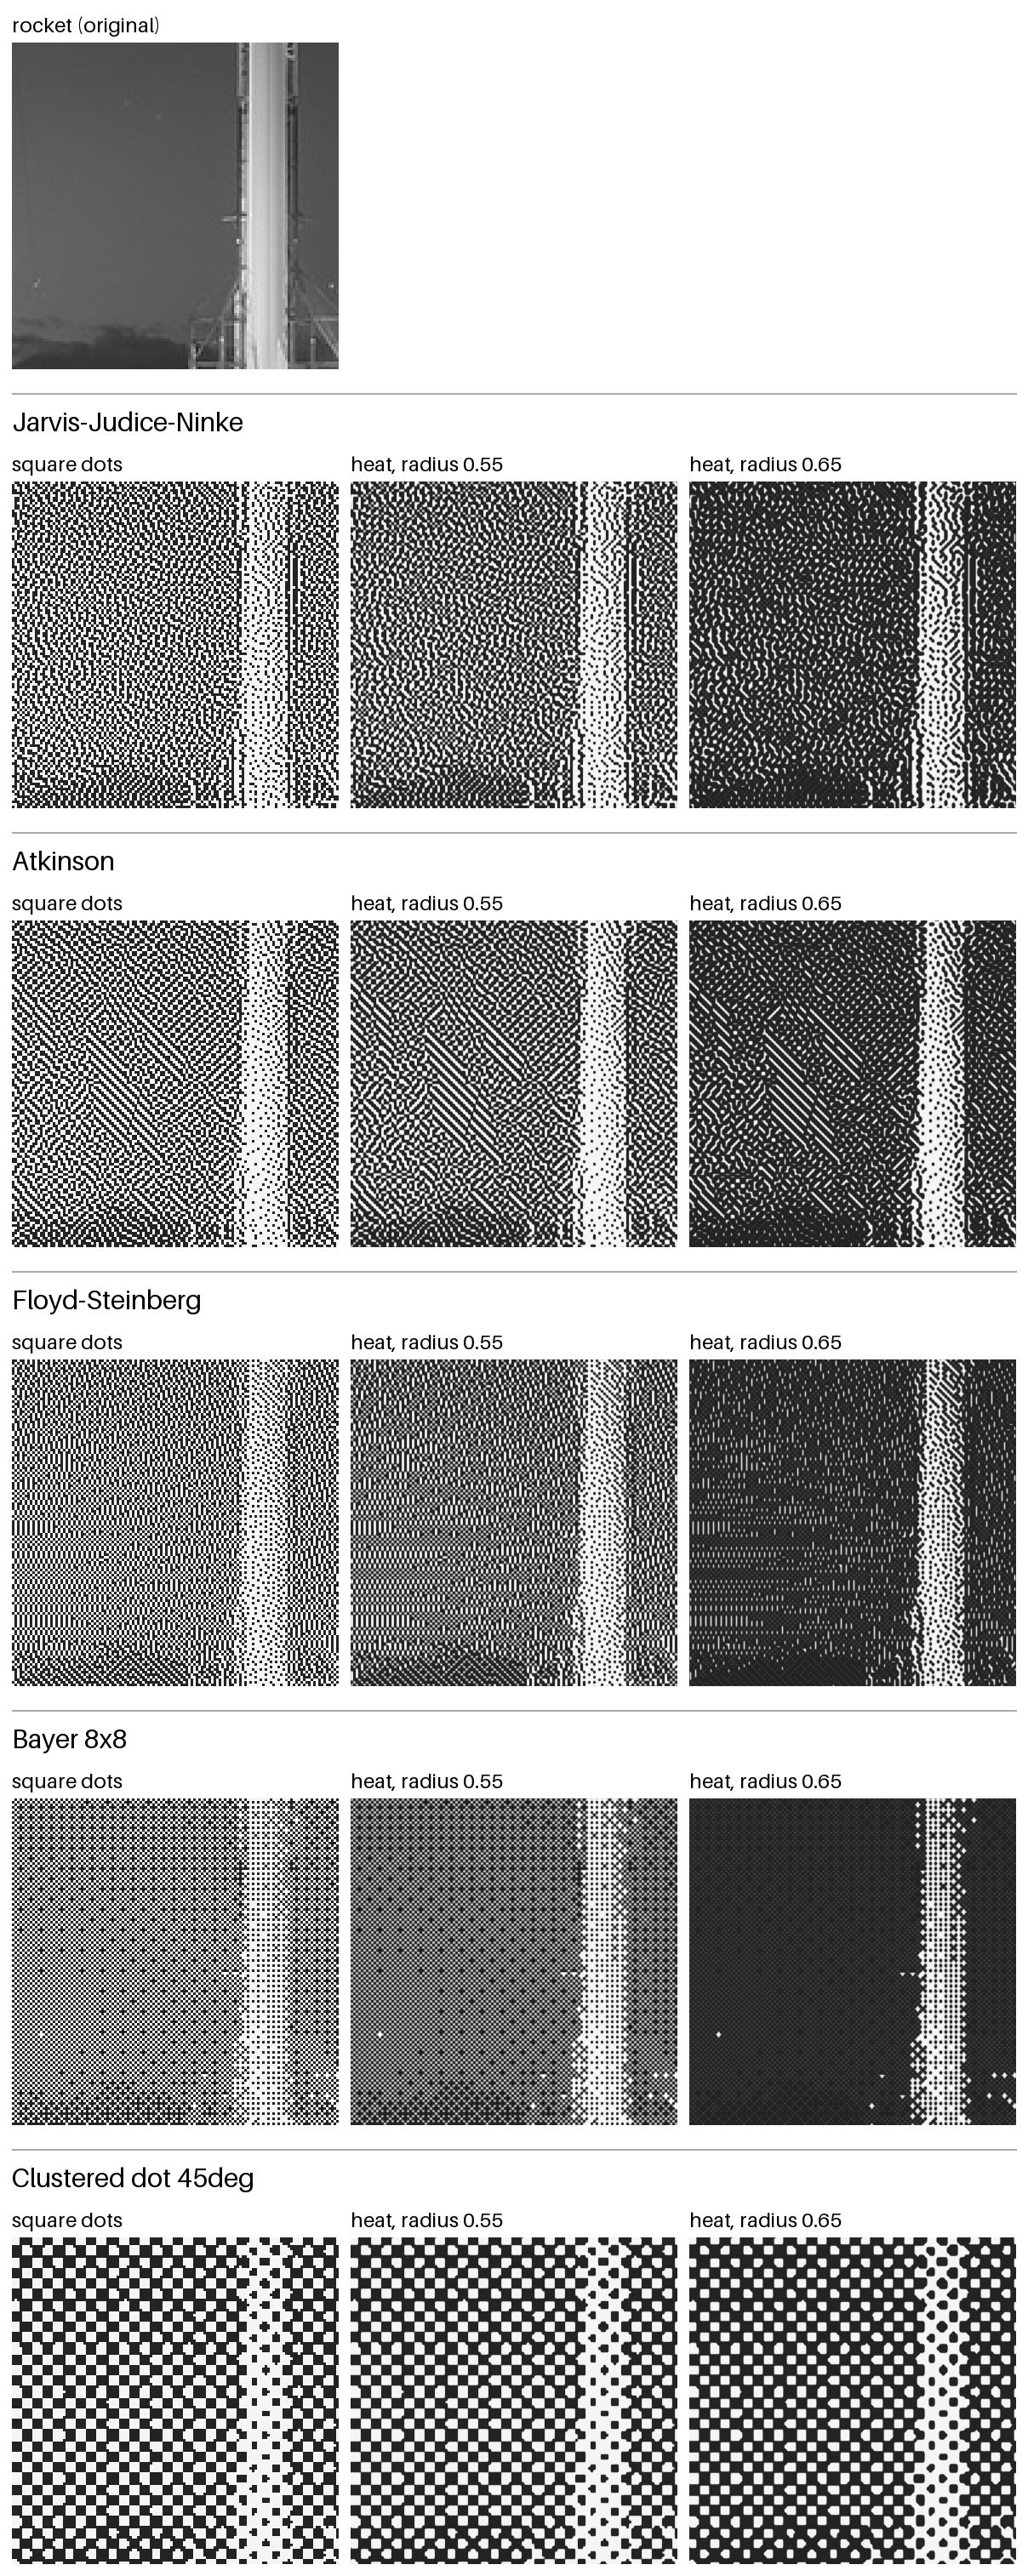 rocket (original)
Jarvis-Judice-Ninke
square dots
heat, radius 0.55
heat, radius 0.65
Atkinson
square dots
heat, radius 0.55
heat, radius 0.65
Floyd-Steinberg
square dots
heat, radius 0.55
heat, radius 0.65
Bayer 8x8
square dots
heat, radius 0.55
heat, radius 0.65
Clustered dot 45deg
square dots
heat, radius 0.55
heat, radius 0.65